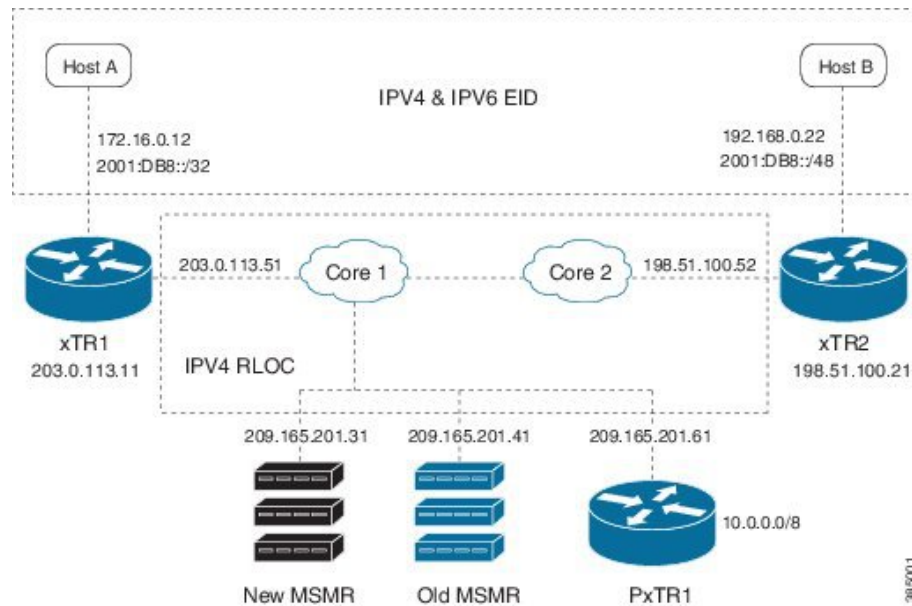 Host A
Host B
IPV4 & IPV6 EID
172.16.0.12
2001:DB8::/32
192.168.0.22
2001:DB8::/48
203.0.113.51
Core 1
Core 2
198.51.100.52
xTR1
203.0.113.11
IPV4 RLOC
xTR2
198.51.100.21
209.165.201.31
209.165.201.41
209.165.201.61
10.0.0.0/8
New MSMR
Old MSMR
PxTR1
385001